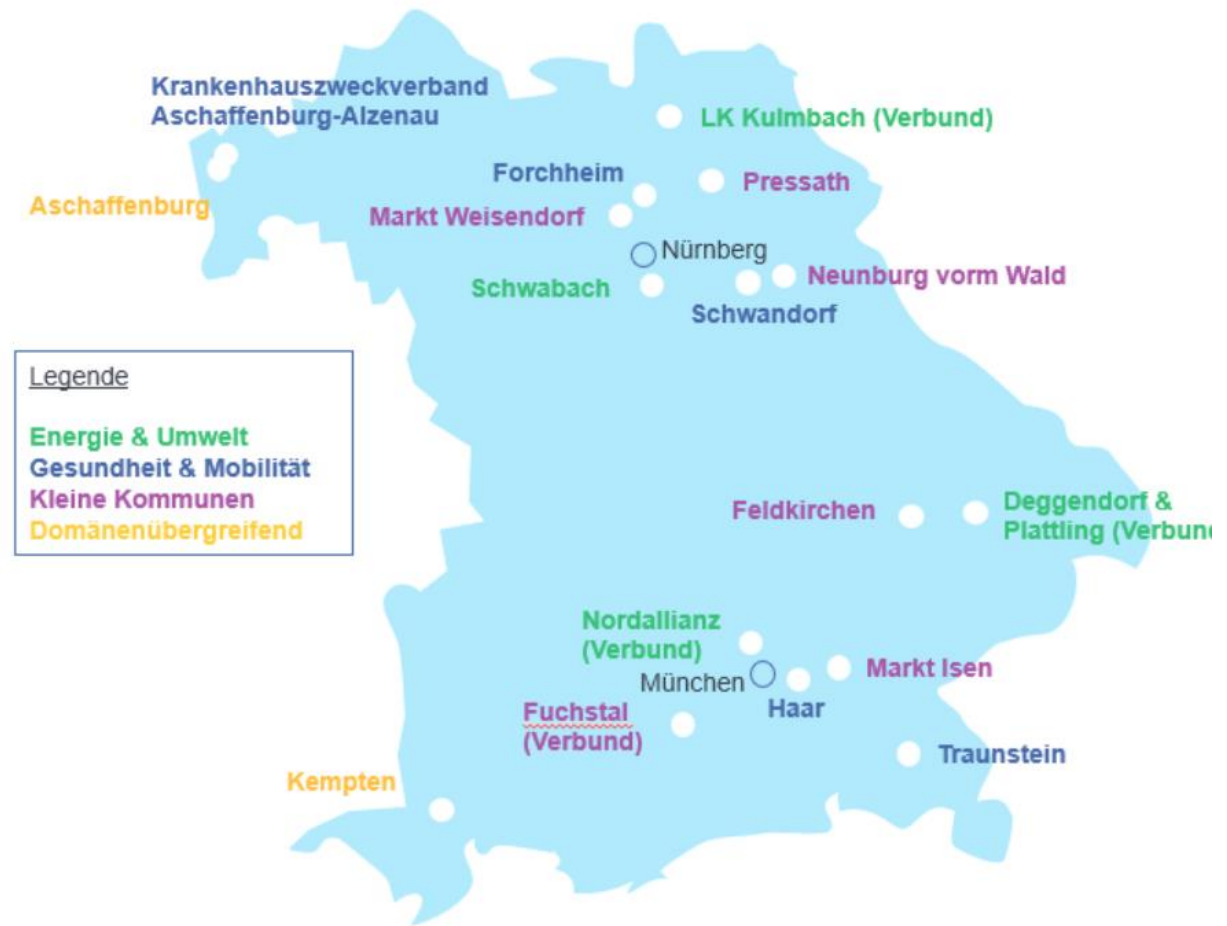 Krankenhauszweckverband
Aschaffenburg-Alzenau
LK Kulmbach (Verbund)
Forchheim
Pressath
Aschaffenburg
Markt Weisendorf
Nürnberg
Neunburg vorm Wald
Schwabach
Schwandorf
Legende
Energie & Umwelt
Gesundheit & Mobilität
Kleine Kommunen
Domänenübergreifend
Feldkirchen
Deggendorf &
Plattling (Verbund
Nordallianz
(Verbund)
München
Markt Isen
Haar
Fuchstal
(Verbund)
Traunstein
Kempten